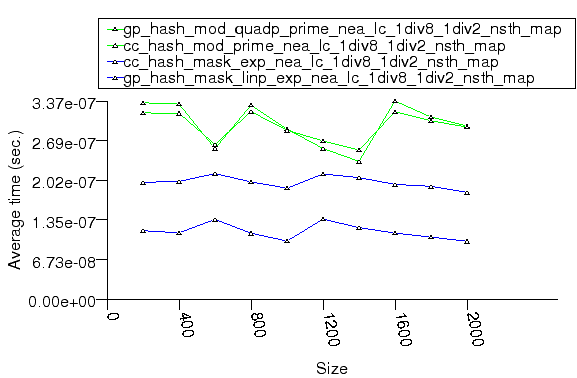 gp_hash_mod_quadp_prime_nea_lc_1div8_1div2_nsth_map
cc_hash_mod_prime_nea_lc_1div8_1div2_nsth_map
cc_hash_mask_exp_nea_lc_1div8_1div2_nsth_map
gp_hash_mask_linp_exp_nea_lc_1div8_1div2_nsth_map
3.37e-07
2.69e-07
2.02e-07
1.35e-07
6.73e-08
0.00e+00
Average time (sec.)
0
400
800
1200
1600
2000
Size